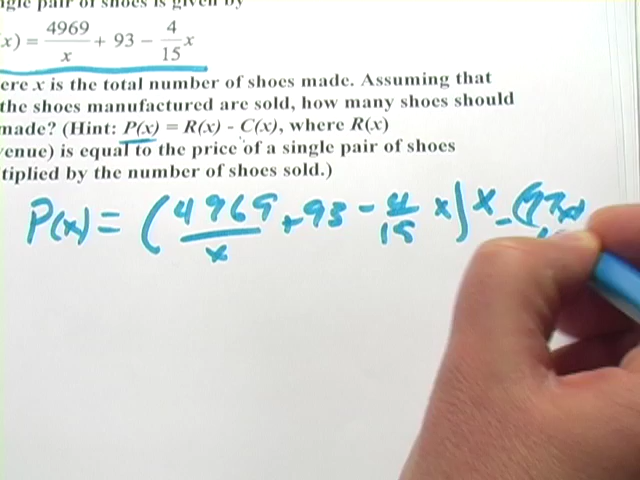 ngle pair of shoes is given by
x) = 4969/x + 93 − 4/15 x
ere x is the total number of shoes made. Assuming that
the shoes manufactured are sold, how many shoes should
made? (Hint: P(x) = R(x) - C(x), where R(x)
venue) is equal to the price of a single pair of shoes
tiplied by the number of shoes sold.)
P(x) = (4969/x + 93 − 4/15 x) x − (